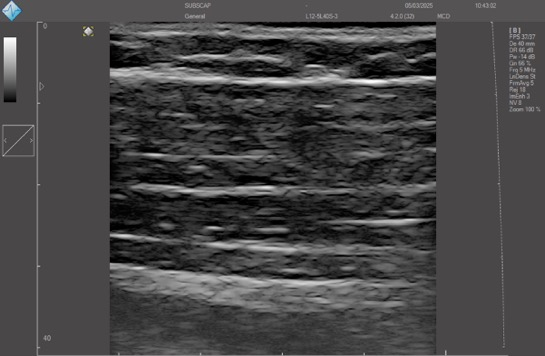 SUBSCAP - 05/03/2025 10:43:02
General L12-5L40S-3 4.2.0 (32) MCD
0
[ B ]
FPS 37/37
De 40 mm
DR 66 dB
Pw -14 dB
Gn 66 %
Frq 5 MHz
LnDens St
FrmAvg 5
Rej 18
ImEnh 3
NV 8
Zoom 100 %
40